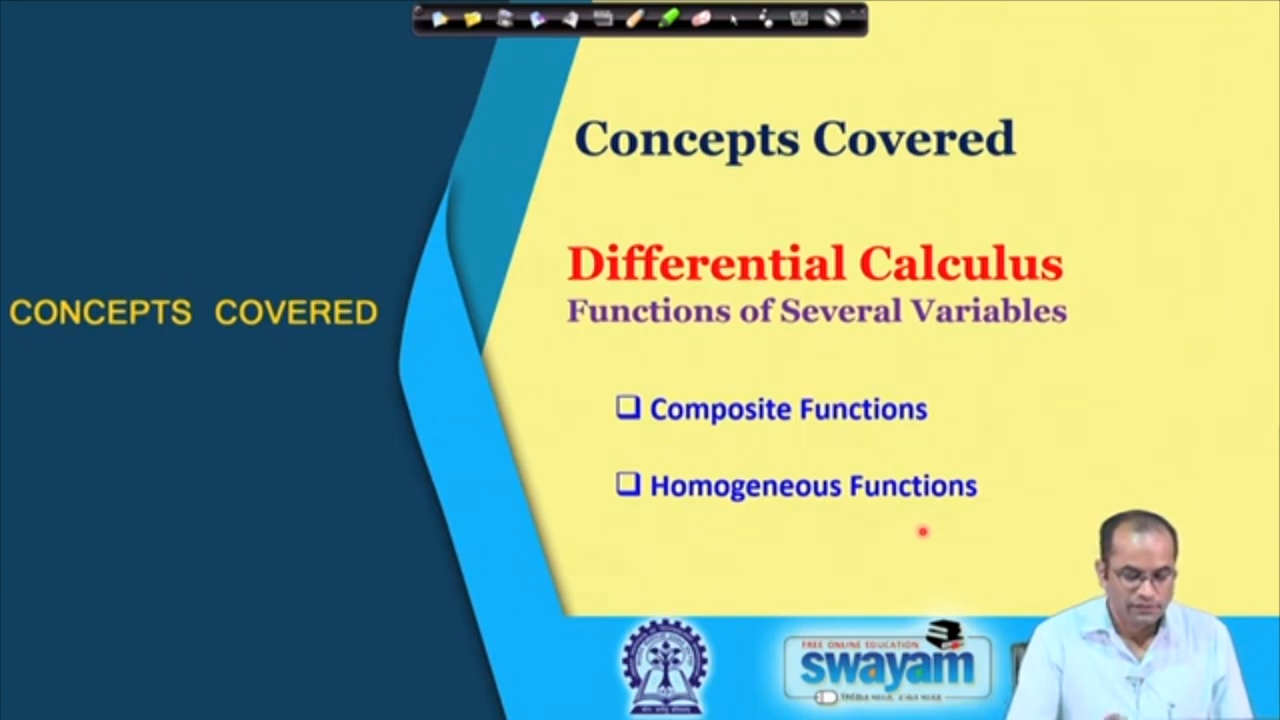 Concepts Covered
Differential Calculus
Functions of Several Variables
CONCEPTS COVERED
Composite Functions
Homogeneous Functions
FREE ONLINE EDUCATION
swayam